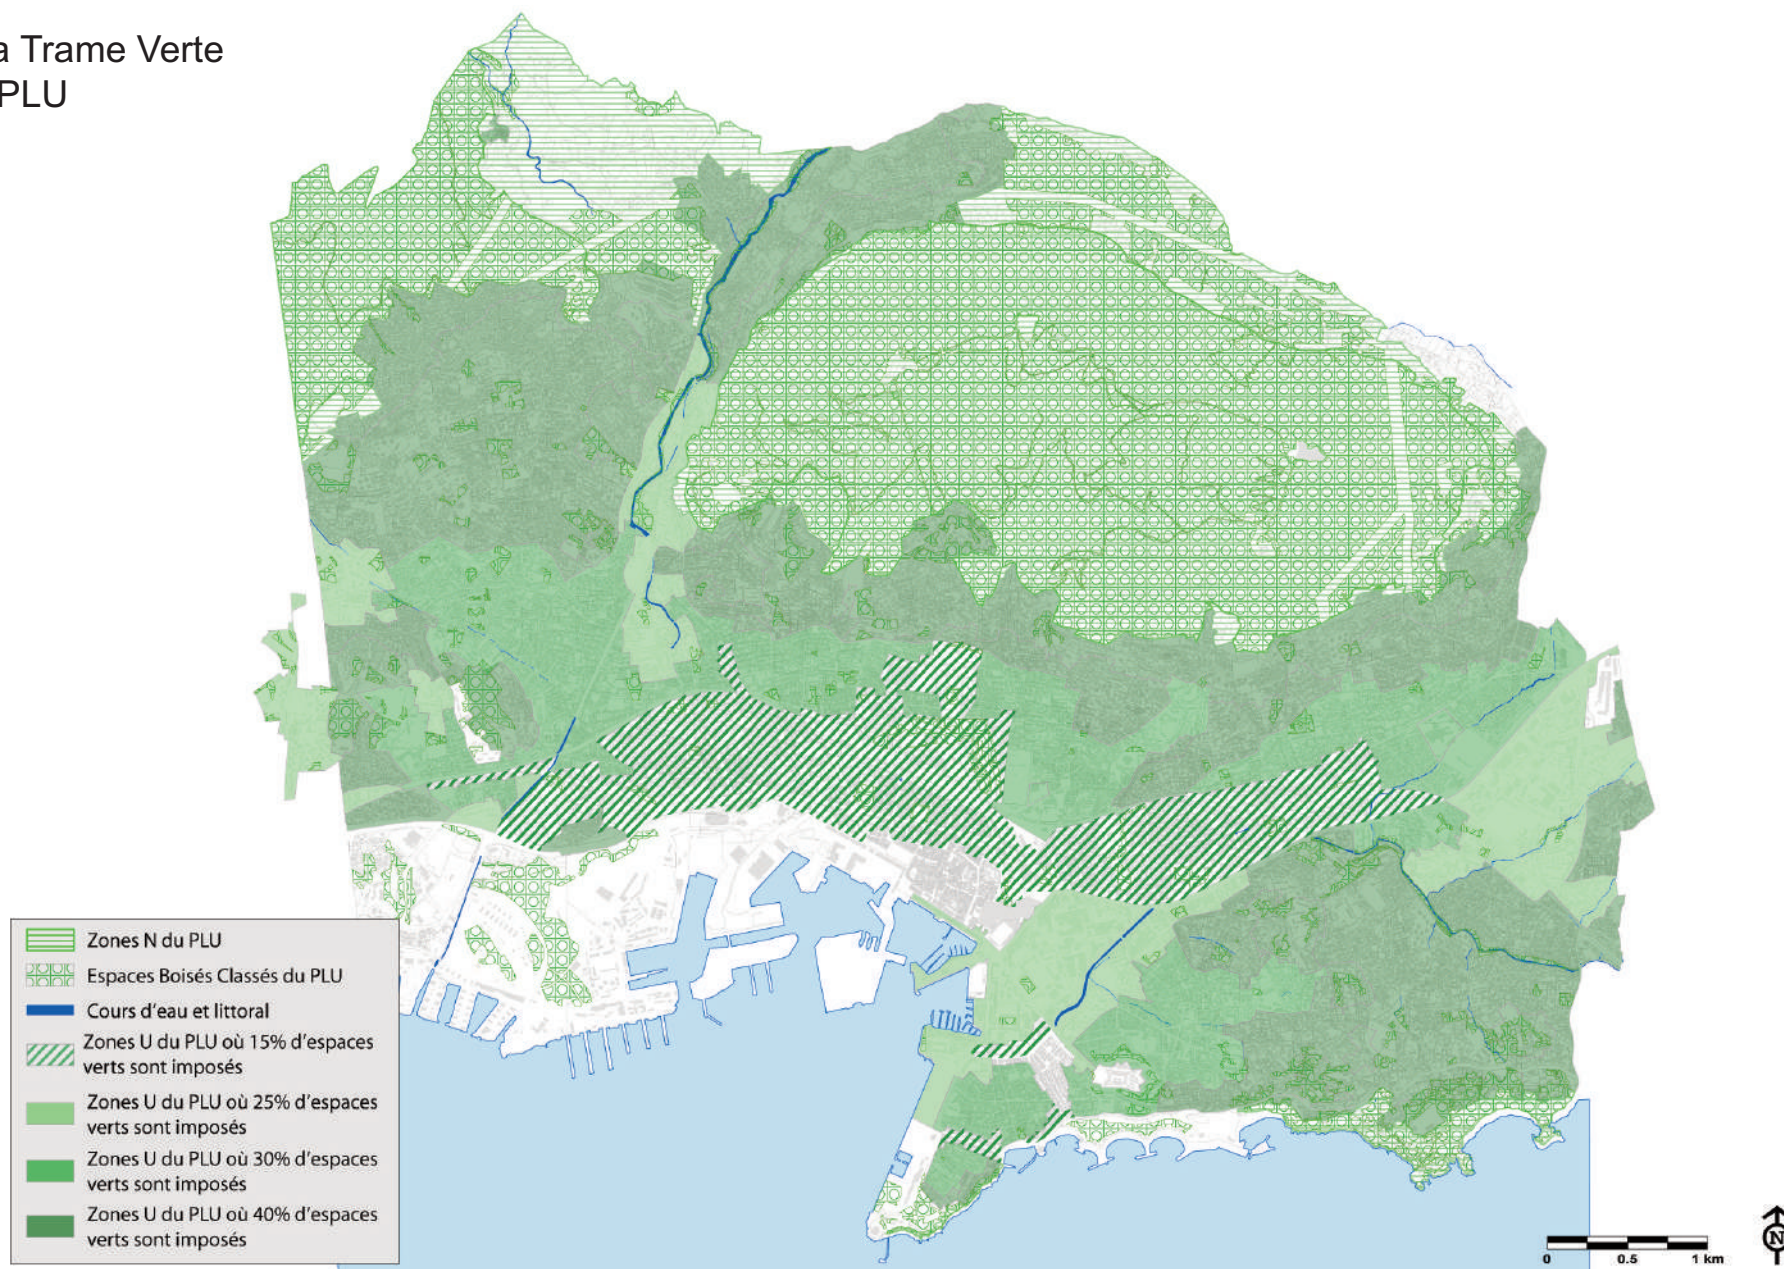 a Trame Verte
PLU
Zones N du PLU
Espaces Boisés Classés du PLU
Cours d'eau et littoral
Zones U du PLU où 15% d'espaces
verts sont imposés
Zones U du PLU où 25% d'espaces
verts sont imposés
Zones U du PLU où 30% d'espaces
verts sont imposés
Zones U du PLU où 40% d'espaces
verts sont imposés
0 0.5 1 km
N